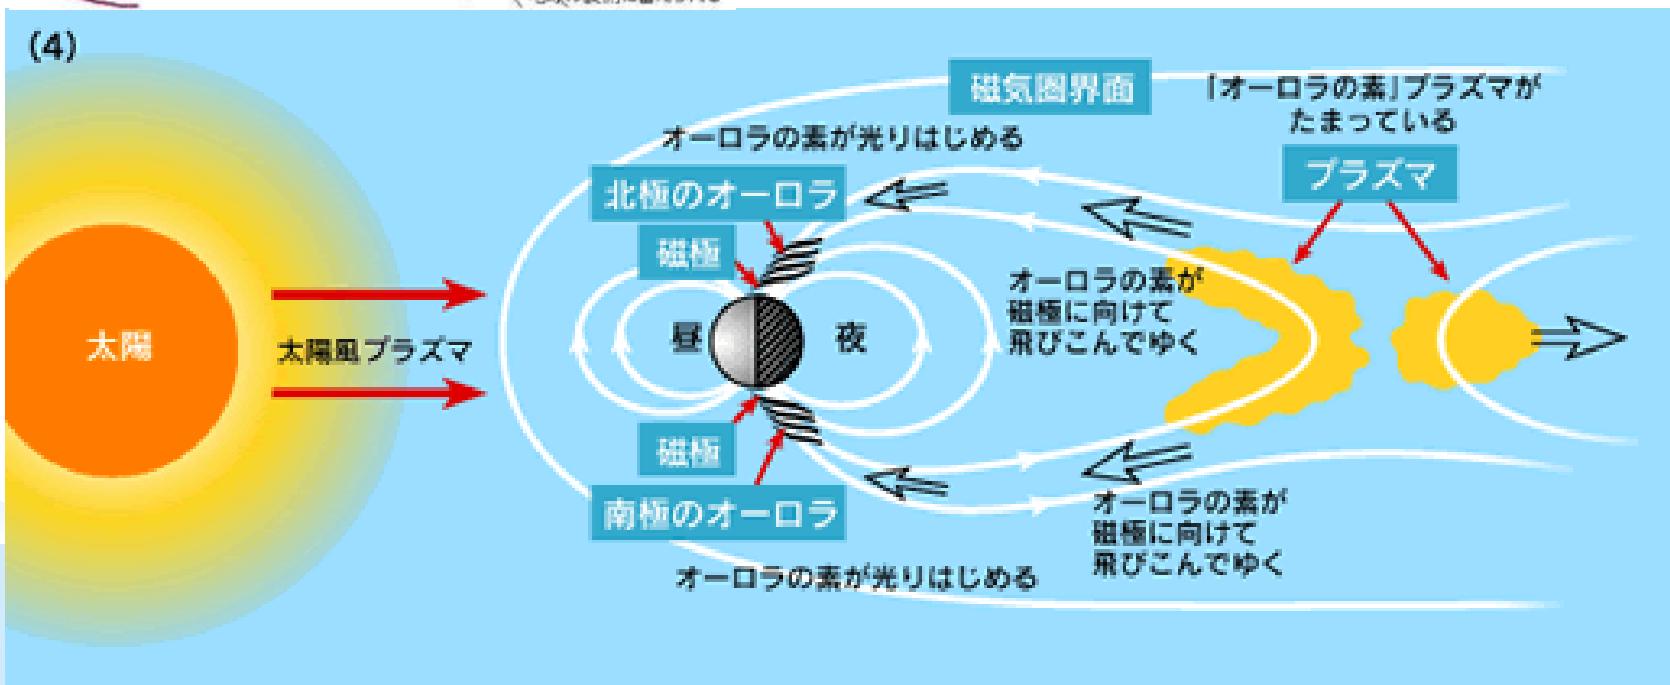 (4)
磁気圏界面
「オーロラの素」プラズマが
たまっている
オーロラの素が光りはじめる
プラズマ
北極のオーロラ
磁極
オーロラの素が
磁極に向けて
飛びこんでゆく
太陽
太陽風プラズマ
昼
夜
磁極
南極のオーロラ
オーロラの素が
磁極に向けて
飛びこんでゆく
オーロラの素が光りはじめる